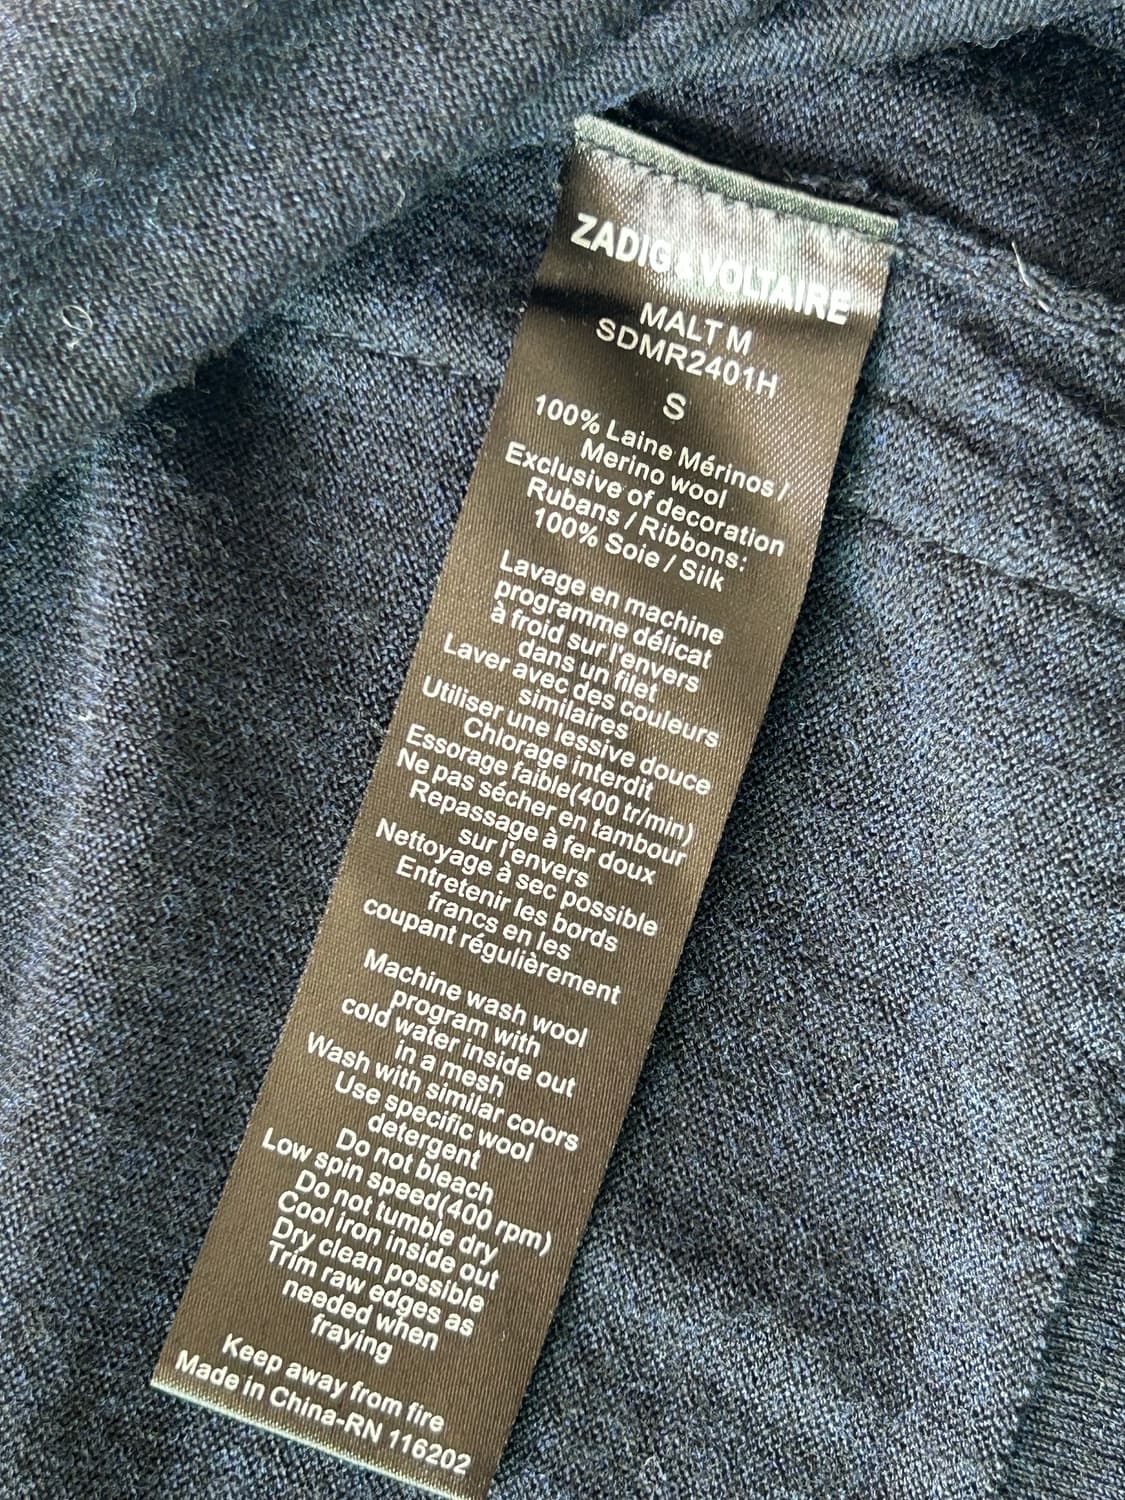 ZADIG & VOLTAIRE
MALT M
SDMR2401H
S
100% Laine Mérinos /
Merino wool
Exclusive of decoration
Rubans / Ribbons:
100% Soie / Silk
Lavage en machine
programme délicat
à froid sur l'envers
dans un filet
Laver avec des couleurs
similaires
Utiliser une lessive douce
Chlorage interdit
Essorage faible(400 tr/min)
Ne pas sécher en tambour
Repassage à fer doux
sur l'envers
Nettoyage à sec possible
Entretenir les bords
francs en les
coupant régulièrement
Machine wash wool
program with
cold water inside out
in a mesh
Wash with similar colors
Use specific wool
detergent
Do not bleach
Low spin speed(400 rpm)
Do not tumble dry
Cool iron inside out
Dry clean possible
Trim raw edges as
needed when
fraying
Keep away from fire
Made in China-RN 116202